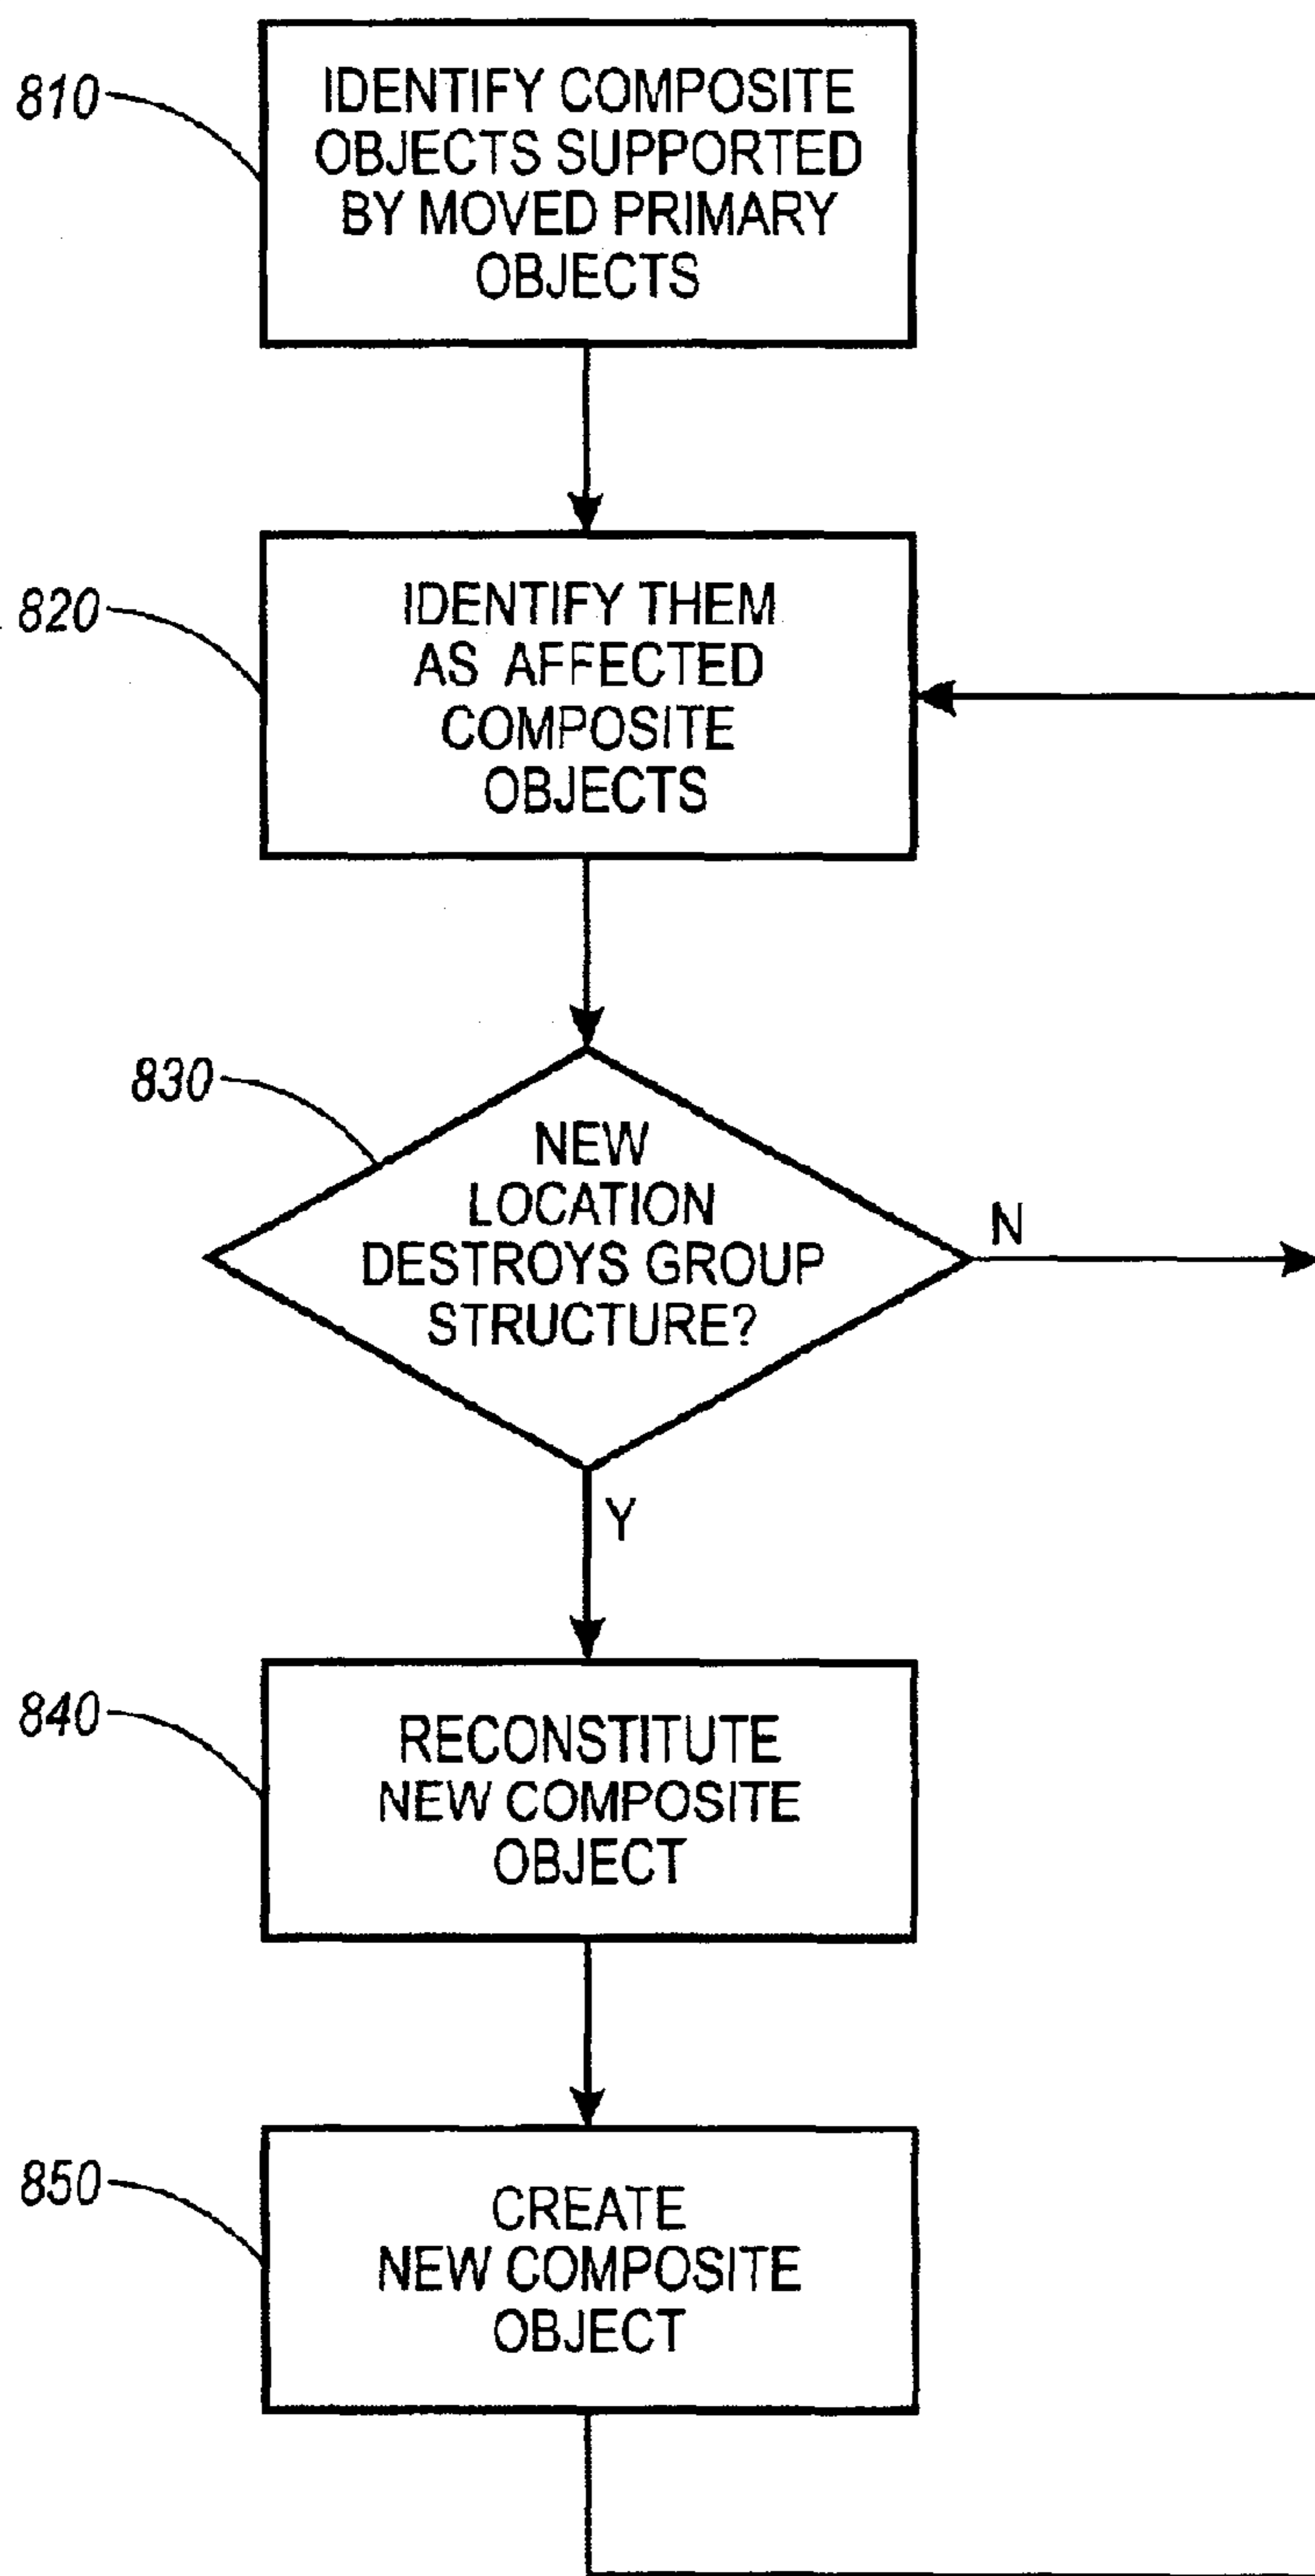 810
IDENTIFY COMPOSITE
OBJECTS SUPPORTED
BY MOVED PRIMARY
OBJECTS
820
IDENTIFY THEM
AS AFFECTED
COMPOSITE
OBJECTS
830
NEW
LOCATION
DESTROYS GROUP
STRUCTURE?
N
Y
840
RECONSTITUTE
NEW COMPOSITE
OBJECT
850
CREATE
NEW COMPOSITE
OBJECT